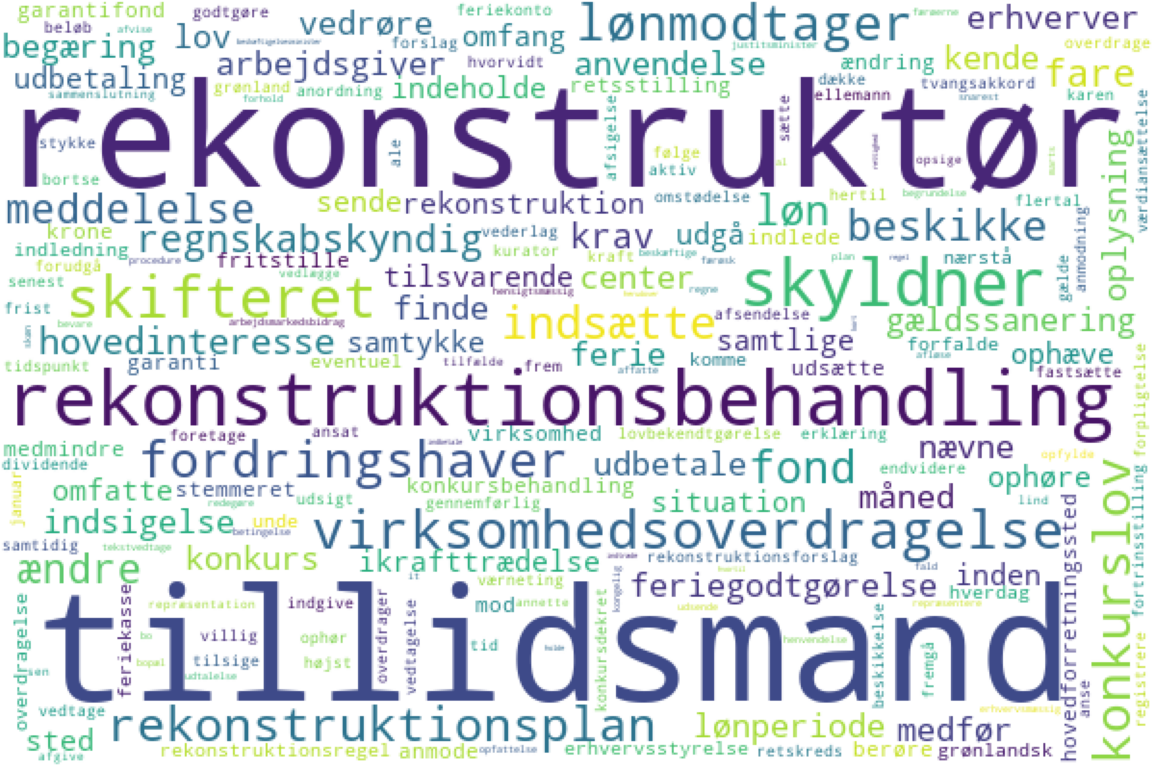 garantifond godtgøre vedrøre feriekonto lønmodtager færøerne erhverver
beløb afvise lov beskæftigelsesminister forslag omfang justitsminister overdrage
begæring arbejdsgiver hvorvidt anvendelse ændring kende fare
udbetaling grønland anordning indeholde retsstilling dække tvangsakkord
sammenslutning forhold ellemann snarest karen
rekonstruktør
stykke ale afsigelse følge sætte opsige
bortse aktiv værdiansættelse
meddelelse sende rekonstruktion omstødelse løn hertil begrundelse flertal oplysning
krone regnskabskyndig vederlag krav udgå indlede beskikke anmodning
indledning procedure fritstille kurator kraft beskæftige færøsk plan regel nærstå
forudgå vedlægge tilsvarende center skyldner gælde
senest skifteret hensigtsmæssig regne
frist arbejdsmarkedsbidrag finde indsætte afsendelse gældssanering
bevare hovedinteresse samtykke samtlige forfalde
tidspunkt garanti eventuel tilfælde frem ferie komme udsætte afløse ophæve
affatte fastsætte
rekonstruktionsbehandling
medmindre foretage ansat virksomhed lovbekendtgørelse erklæring nævne forpligtelse
dividende fordringshaver indbetale udbetale fond endvidere opfylde
januar omfatte stemmeret konkursbehandling situation måned ophøre
indsigelse redegøre udsigt gennemførlig lind
unde betingelse virksomhedsoverdragelse
samtidig tekstvedtage konkurs ikrafttrædelse rekonstruktionsforslag fald
ændre værneting feriegodtgørelse inden hverdag fortrinsstilling
tillidsmand
overdragelse feriekasse repræsentation indgive overdrager vedtagelse mod annette konkursdekret kongelig udsende repræsentere hovedforretningssted konkurslov
bo villig ophør tid henvendelse beskikkelse fremgå
sen bopæl tilsige højst anse registrere
udtalelse
vedtage rekonstruktionsplan lønperiode medfør erhvervsmæssig
sted
afgive rekonstruktionsregel anmode opfattelse erhvervsstyrelse retskreds berøre grønlandsk